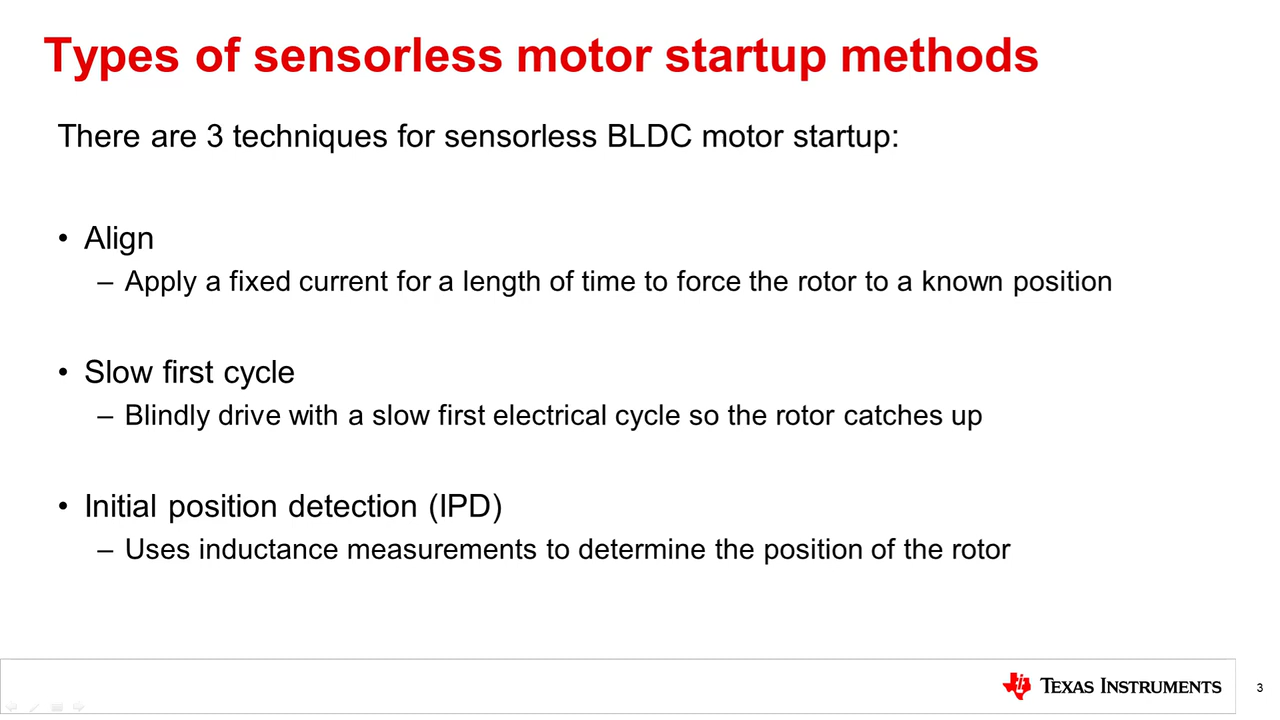 Types of sensorless motor startup methods
There are 3 techniques for sensorless BLDC motor startup:
• Align
– Apply a fixed current for a length of time to force the rotor to a known position
• Slow first cycle
– Blindly drive with a slow first electrical cycle so the rotor catches up
• Initial position detection (IPD)
– Uses inductance measurements to determine the position of the rotor
TEXAS INSTRUMENTS
3